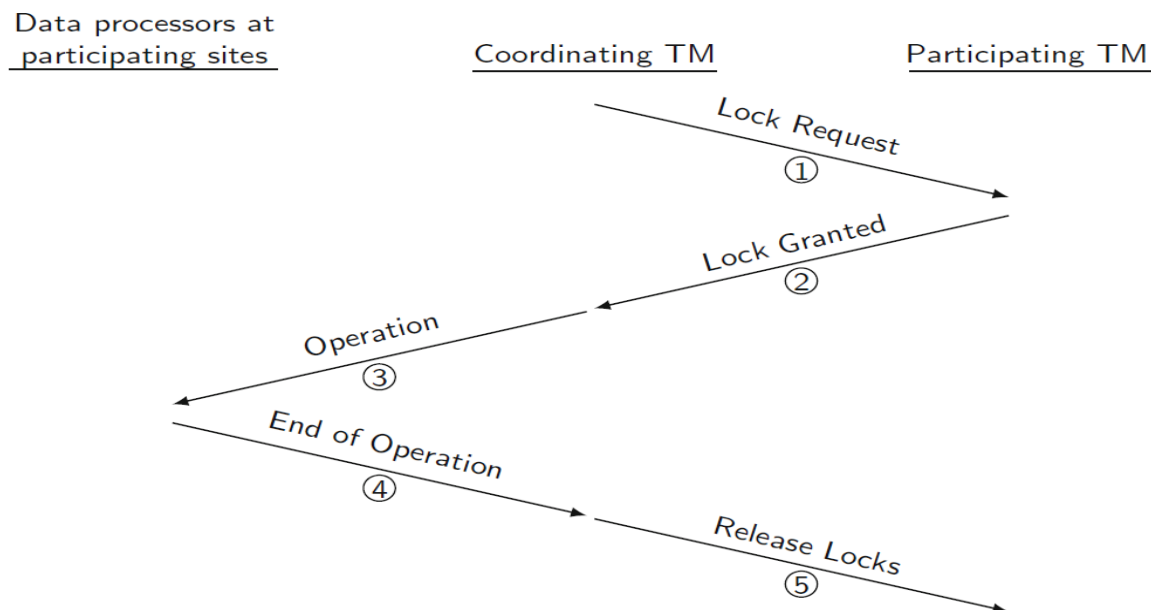 Data processors at
participating sites
Coordinating TM
Participating TM
Lock Request
①
Lock Granted
②
Operation
③
End of Operation
④
Release Locks
⑤